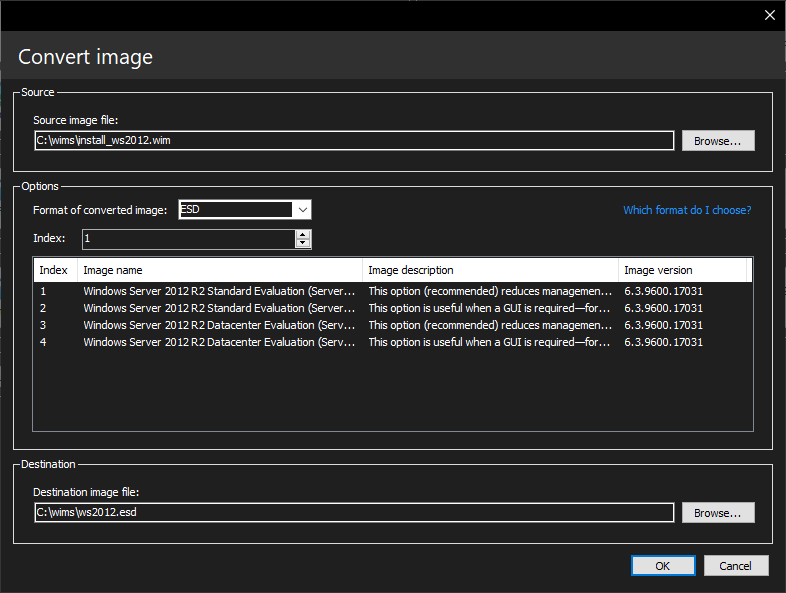 Convert image
Source
Source image file:
C:\wims\install_ws2012.wim
Browse...
Options
Format of converted image:
ESD
Which format do I choose?
Index:
1
Index Image name Image description Image version
1 Windows Server 2012 R2 Standard Evaluation (Server... This option (recommended) reduces managemen... 6.3.9600.17031
2 Windows Server 2012 R2 Standard Evaluation (Server... This option is useful when a GUI is required—for... 6.3.9600.17031
3 Windows Server 2012 R2 Datacenter Evaluation (Serv... This option (recommended) reduces managemen... 6.3.9600.17031
4 Windows Server 2012 R2 Datacenter Evaluation (Serv... This option is useful when a GUI is required—for... 6.3.9600.17031
Destination
Destination image file:
C:\wims\ws2012.esd
Browse...
OK
Cancel